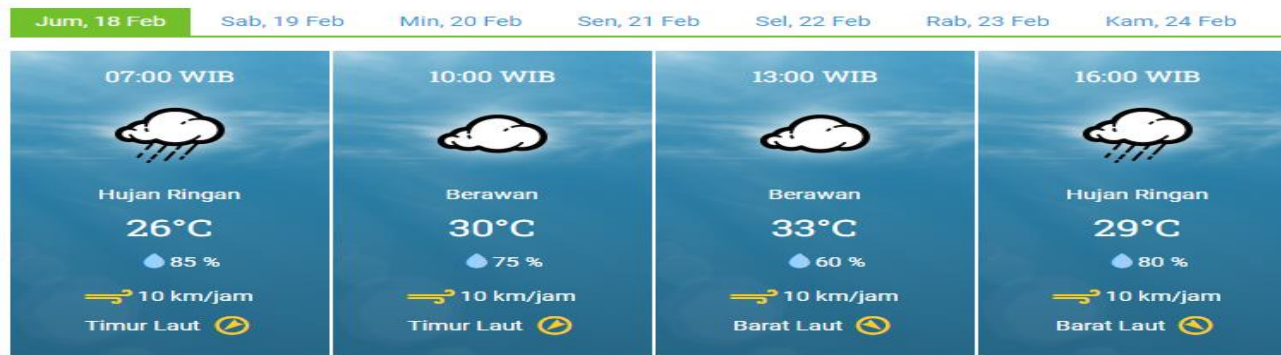 Jum, 18 Feb Sab, 19 Feb Min, 20 Feb Sen, 21 Feb Sel, 22 Feb Rab, 23 Feb Kam, 24 Feb
07:00 WIB
Hujan Ringan
26°C
85 %
10 km/jam
Timur Laut
10:00 WIB
Berawan
30°C
75 %
10 km/jam
Timur Laut
13:00 WIB
Berawan
33°C
60 %
10 km/jam
Barat Laut
16:00 WIB
Hujan Ringan
29°C
80 %
10 km/jam
Barat Laut